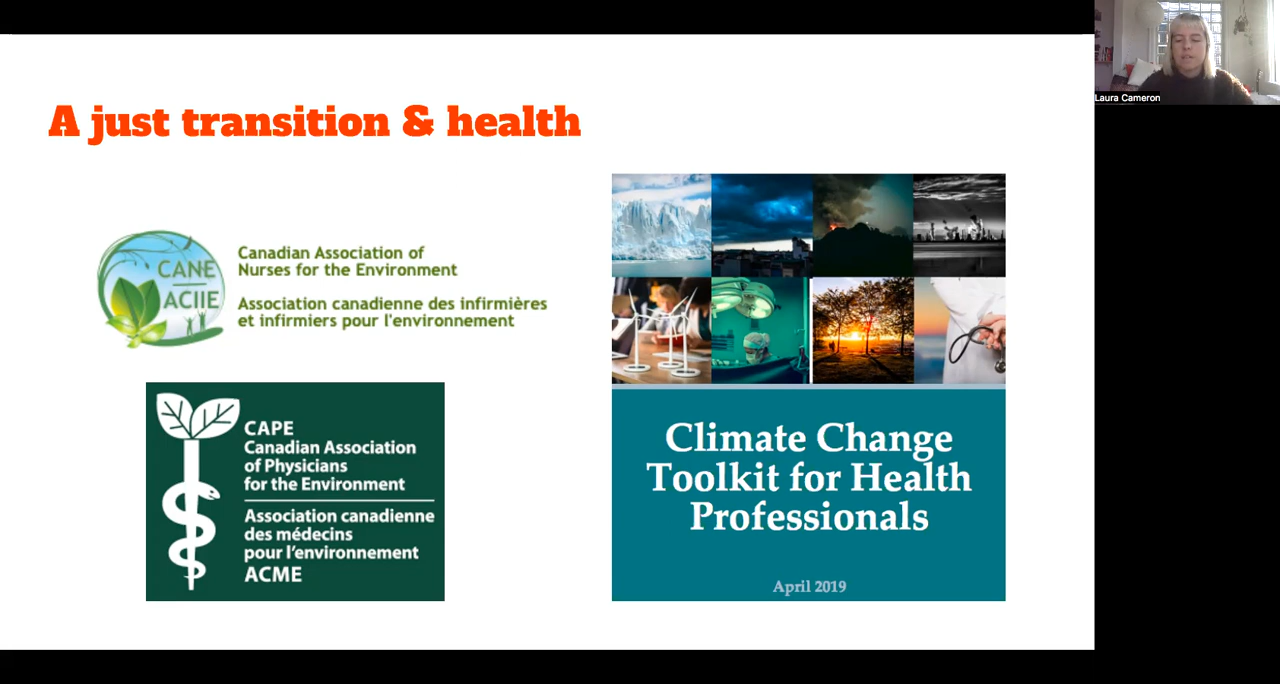 A just transition & health
CANE
ACIIE
Canadian Association of
Nurses for the Environment
Association canadienne des infirmières
et infirmiers pour l'environnement
CAPE
Canadian Association
of Physicians
for the Environment
Association canadienne
des médecins
pour l'environnement
ACME
Climate Change
Toolkit for Health
Professionals
April 2019
Laura Cameron